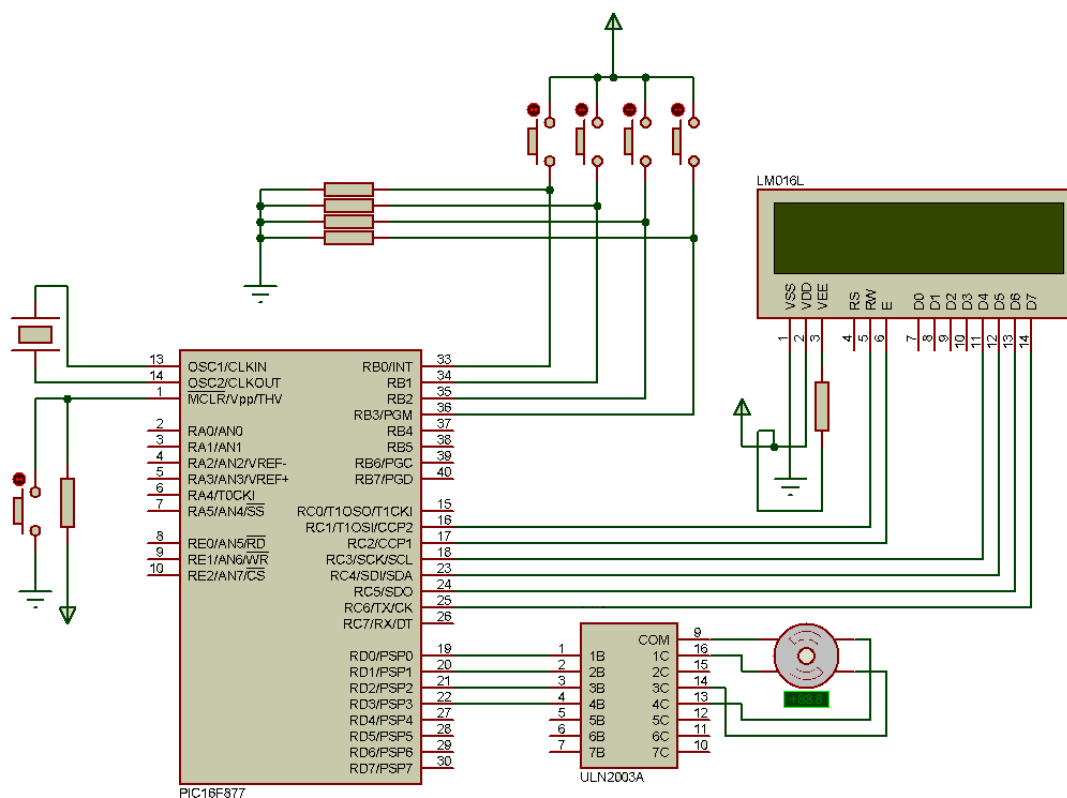 LM016L
VSS
VDD
VEE
RS
RW
E
D0
D1
D2
D3
D4
D5
D6
D7
1
2
3
4
5
6
7
8
9
10
11
12
13
14
13 OSC1/CLKIN RB0/INT 33
14 OSC2/CLKOUT RB1 34
1 MCLR/Vpp/THV RB2 35
RB3/PGM 36
2 RA0/AN0 RB4 37
3 RA1/AN1 RB5 38
4 RA2/AN2/VREF- RB6/PGC 39
5 RA3/AN3/VREF+ RB7/PGD 40
6 RA4/T0CKI
7 RA5/AN4/SS RC0/T1OSO/T1CKI 15
RC1/T1OSI/CCP2 16
8 RE0/AN5/RD RC2/CCP1 17
9 RE1/AN6/WR RC3/SCK/SCL 18
10 RE2/AN7/CS RC4/SDI/SDA 23
RC5/SDO 24
RC6/TX/CK 25
RC7/RX/DT 26
RD0/PSP0 19
RD1/PSP1 20
RD2/PSP2 21
RD3/PSP3 22
RD4/PSP4 27
RD5/PSP5 28
RD6/PSP6 29
RD7/PSP7 30
PIC16F877
COM 9
1 1B 1C 16
2 2B 2C 15
3 3B 3C 14
4 4B 4C 13
5 5B 5C 12
6 6B 6C 11
7 7B 7C 10
ULN2003A